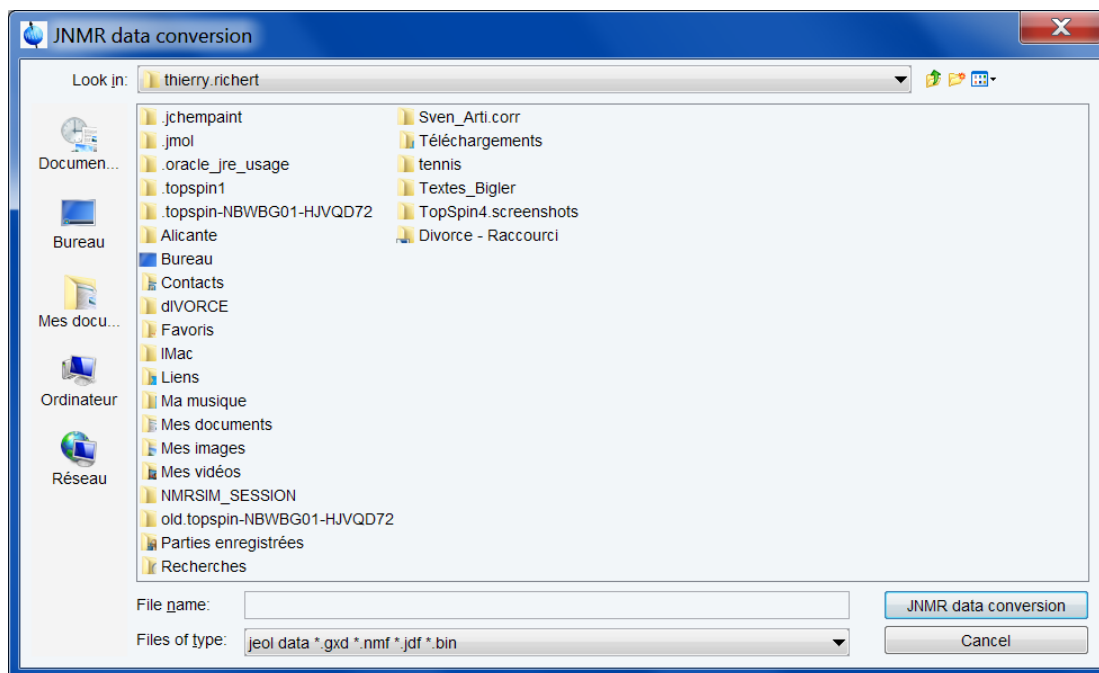 JNMR data conversion
Look in: thierry.richert
Documen...
Bureau
Mes docu...
Ordinateur
Réseau
.jchempaint
.jmol
.oracle_jre_usage
.topspin1
.topspin-NBWBG01-HJVQD72
Alicante
Bureau
Contacts
dIVORCE
Favoris
IMac
Liens
Ma musique
Mes documents
Mes images
Mes vidéos
NMRSIM_SESSION
old.topspin-NBWBG01-HJVQD72
Parties enregistrées
Recherches
Sven_Arti.corr
Téléchargements
tennis
Textes_Bigler
TopSpin4.screenshots
Divorce - Raccourci
File name:
JNMR data conversion
Files of type: jeol data *.gxd *.nmf *.jdf *.bin
Cancel